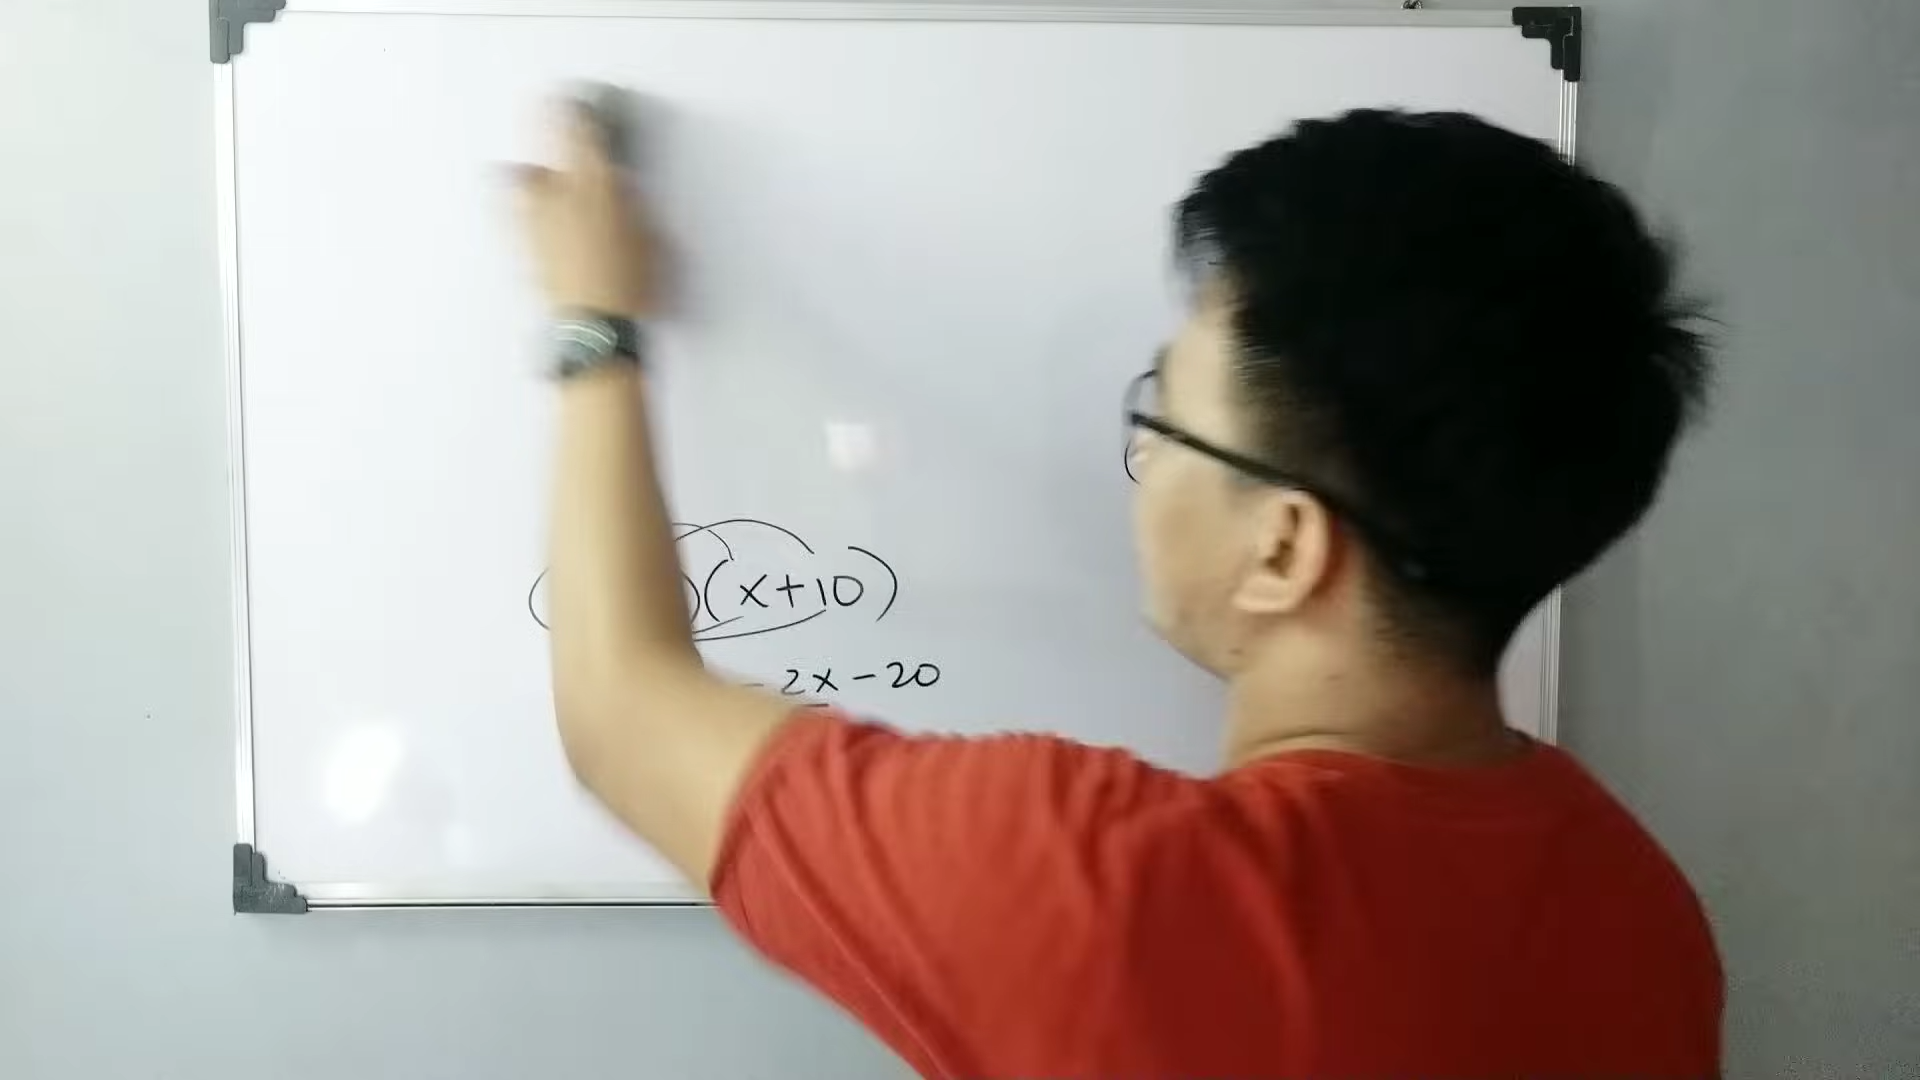 ( )(x+10)
- 2x - 20